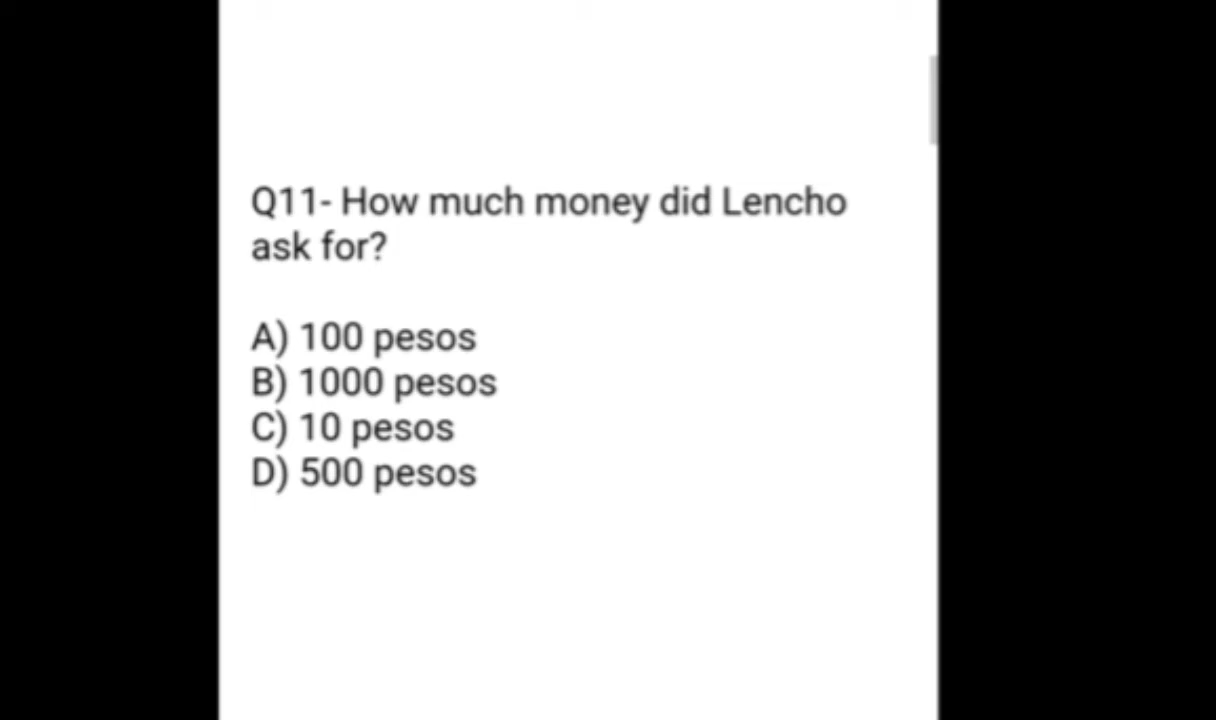 Q11- How much money did Lencho
ask for?
A) 100 pesos
B) 1000 pesos
C) 10 pesos
D) 500 pesos